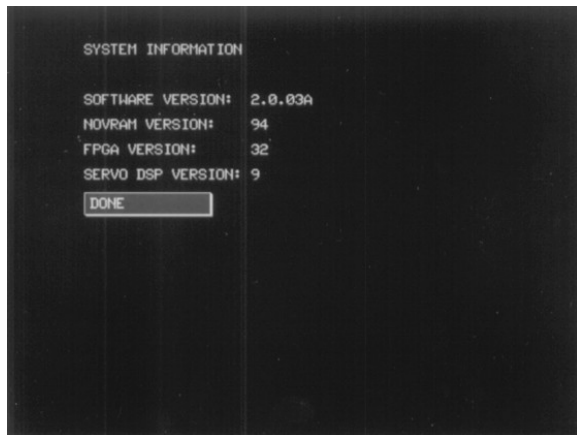 SYSTEM INFORMATION
SOFTWARE VERSION: 2.0.03A
NOVRAM VERSION: 94
FPGA VERSION: 32
SERVO DSP VERSION: 9
DONE